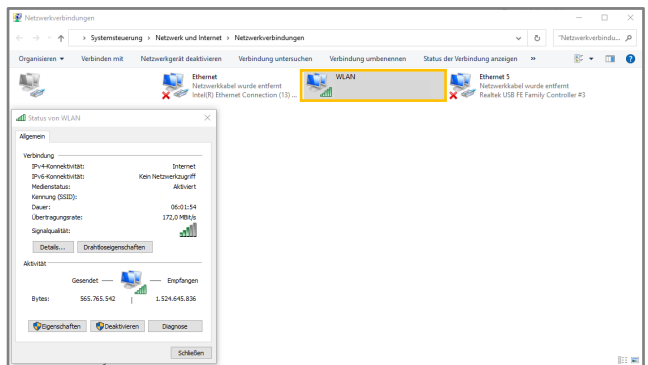 Netzwerkverbindungen
Systemsteuerung > Netzwerk und Internet > Netzwerkverbindungen
"Netzwerkverbindu...
Organisieren Verbinden mit Netzwerkgerät deaktivieren Verbindung untersuchen Verbindung umbenennen Status der Verbindung anzeigen »
Ethernet
Netzwerkkabel wurde entfernt
Intel(R) Ethernet Connection (13) ...
WLAN
Ethernet 5
Netzwerkkabel wurde entfernt
Realtek USB FE Family Controller #3
Status von WLAN
Allgemein
Verbindung
IPv4-Konnektivität: Internet
IPv6-Konnektivität: Kein Netzwerkzugriff
Medienstatus: Aktiviert
Kennung (SSID):
Dauer: 06:01:54
Übertragungsrate: 172,0 MBit/s
Signalqualität:
Details... Drahtloseigenschaften
Aktivität
Gesendet — — Empfangen
Bytes: 565.765.542 | 1.524.645.836
Eigenschaften Deaktivieren Diagnose
Schließen